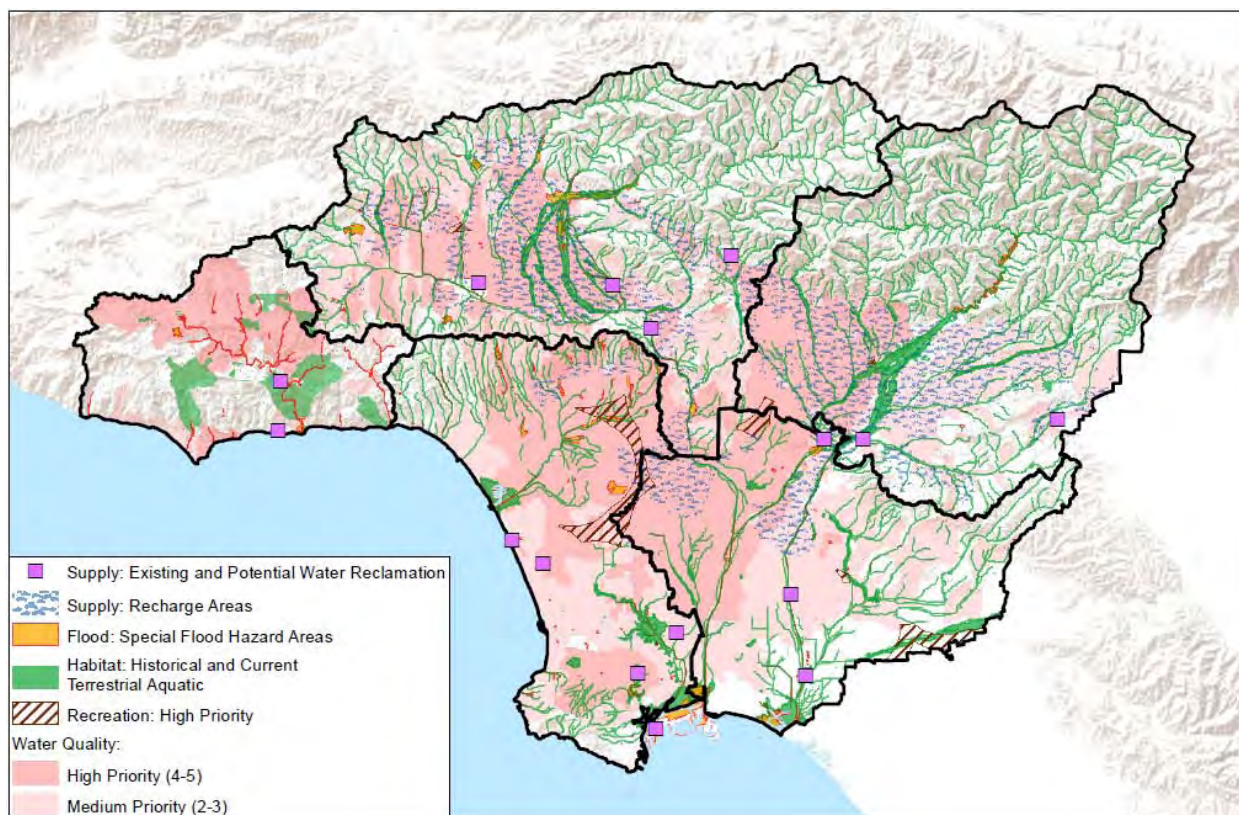 Supply: Existing and Potential Water Reclamation
Supply: Recharge Areas
Flood: Special Flood Hazard Areas
Habitat: Historical and Current
Terrestrial Aquatic
Recreation: High Priority
Water Quality:
High Priority (4-5)
Medium Priority (2-3)